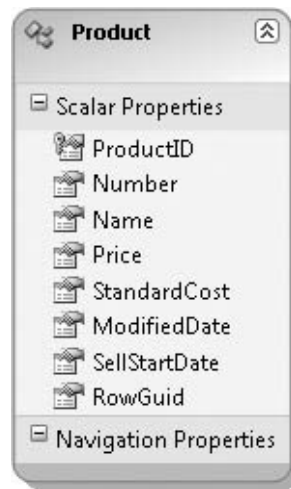 Product
Scalar Properties
ProductID
Number
Name
Price
StandardCost
ModifiedDate
SellStartDate
RowGuid
Navigation Properties